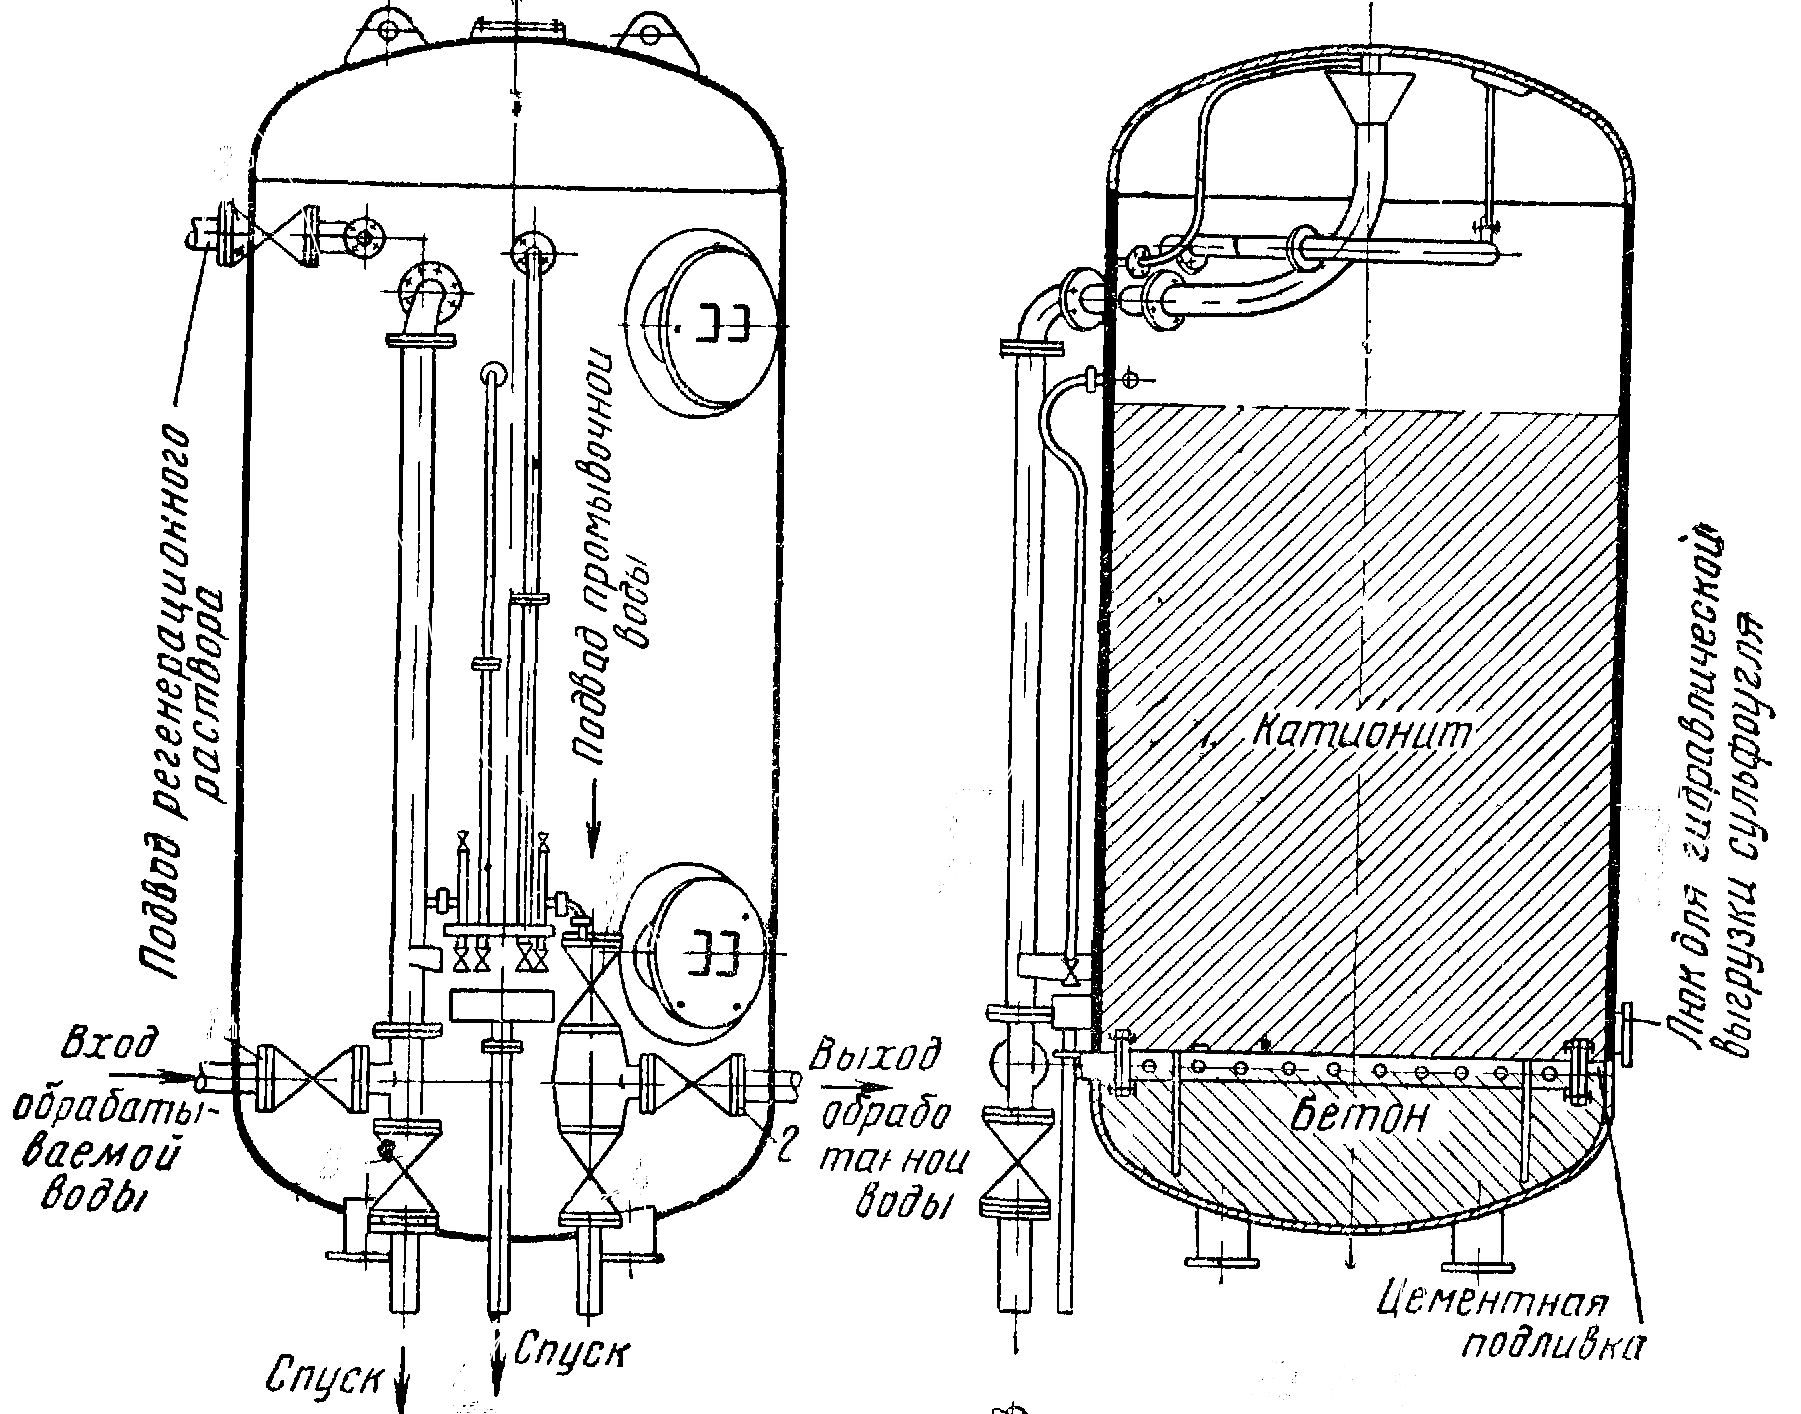 Подвод регенерационного
раствора
Подвад промывочной
воды
Вход
обрабаты-
ваемой
воды
Выход
обрабо
танной
воды
2
Спуск
Спуск
Катионит
Бетон
Люк для гидравлической
выгрузки сульфоугля
Цементная
подливка